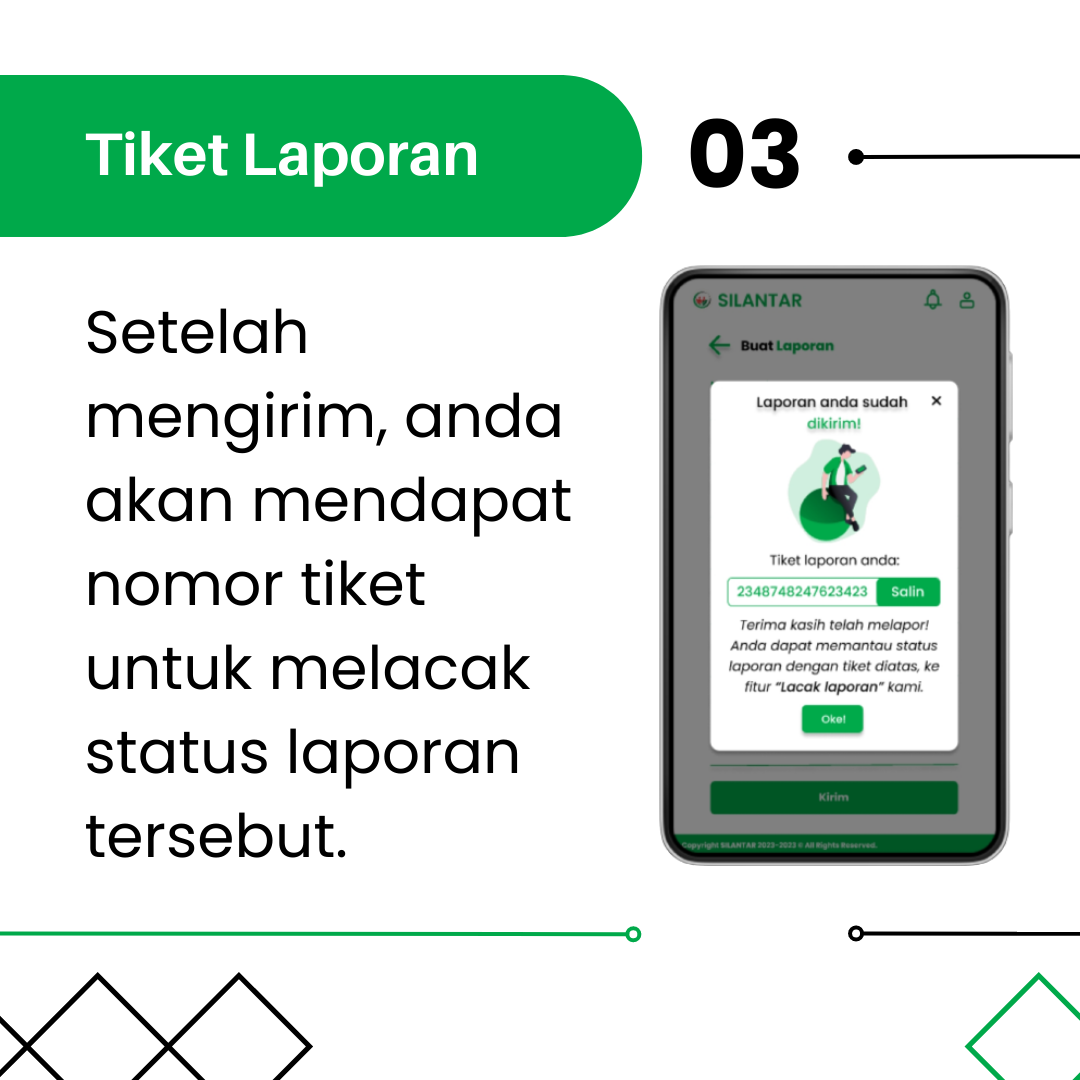 Tiket Laporan
03
Setelah
mengirim, anda
akan mendapat
nomor tiket
untuk melacak
status laporan
tersebut.
SILANTAR
Buat Laporan
Laporan anda sudah
dikirim!
Tiket laporan anda:
2348748247623423 Salin
Terima kasih telah melapor!
Anda dapat memantau status
laporan dengan tiket diatas, ke
fitur “Lacak laporan” kami.
Oke!
Kirim
Copyright SILANTAR 2023-2023 © All Rights Reserved.